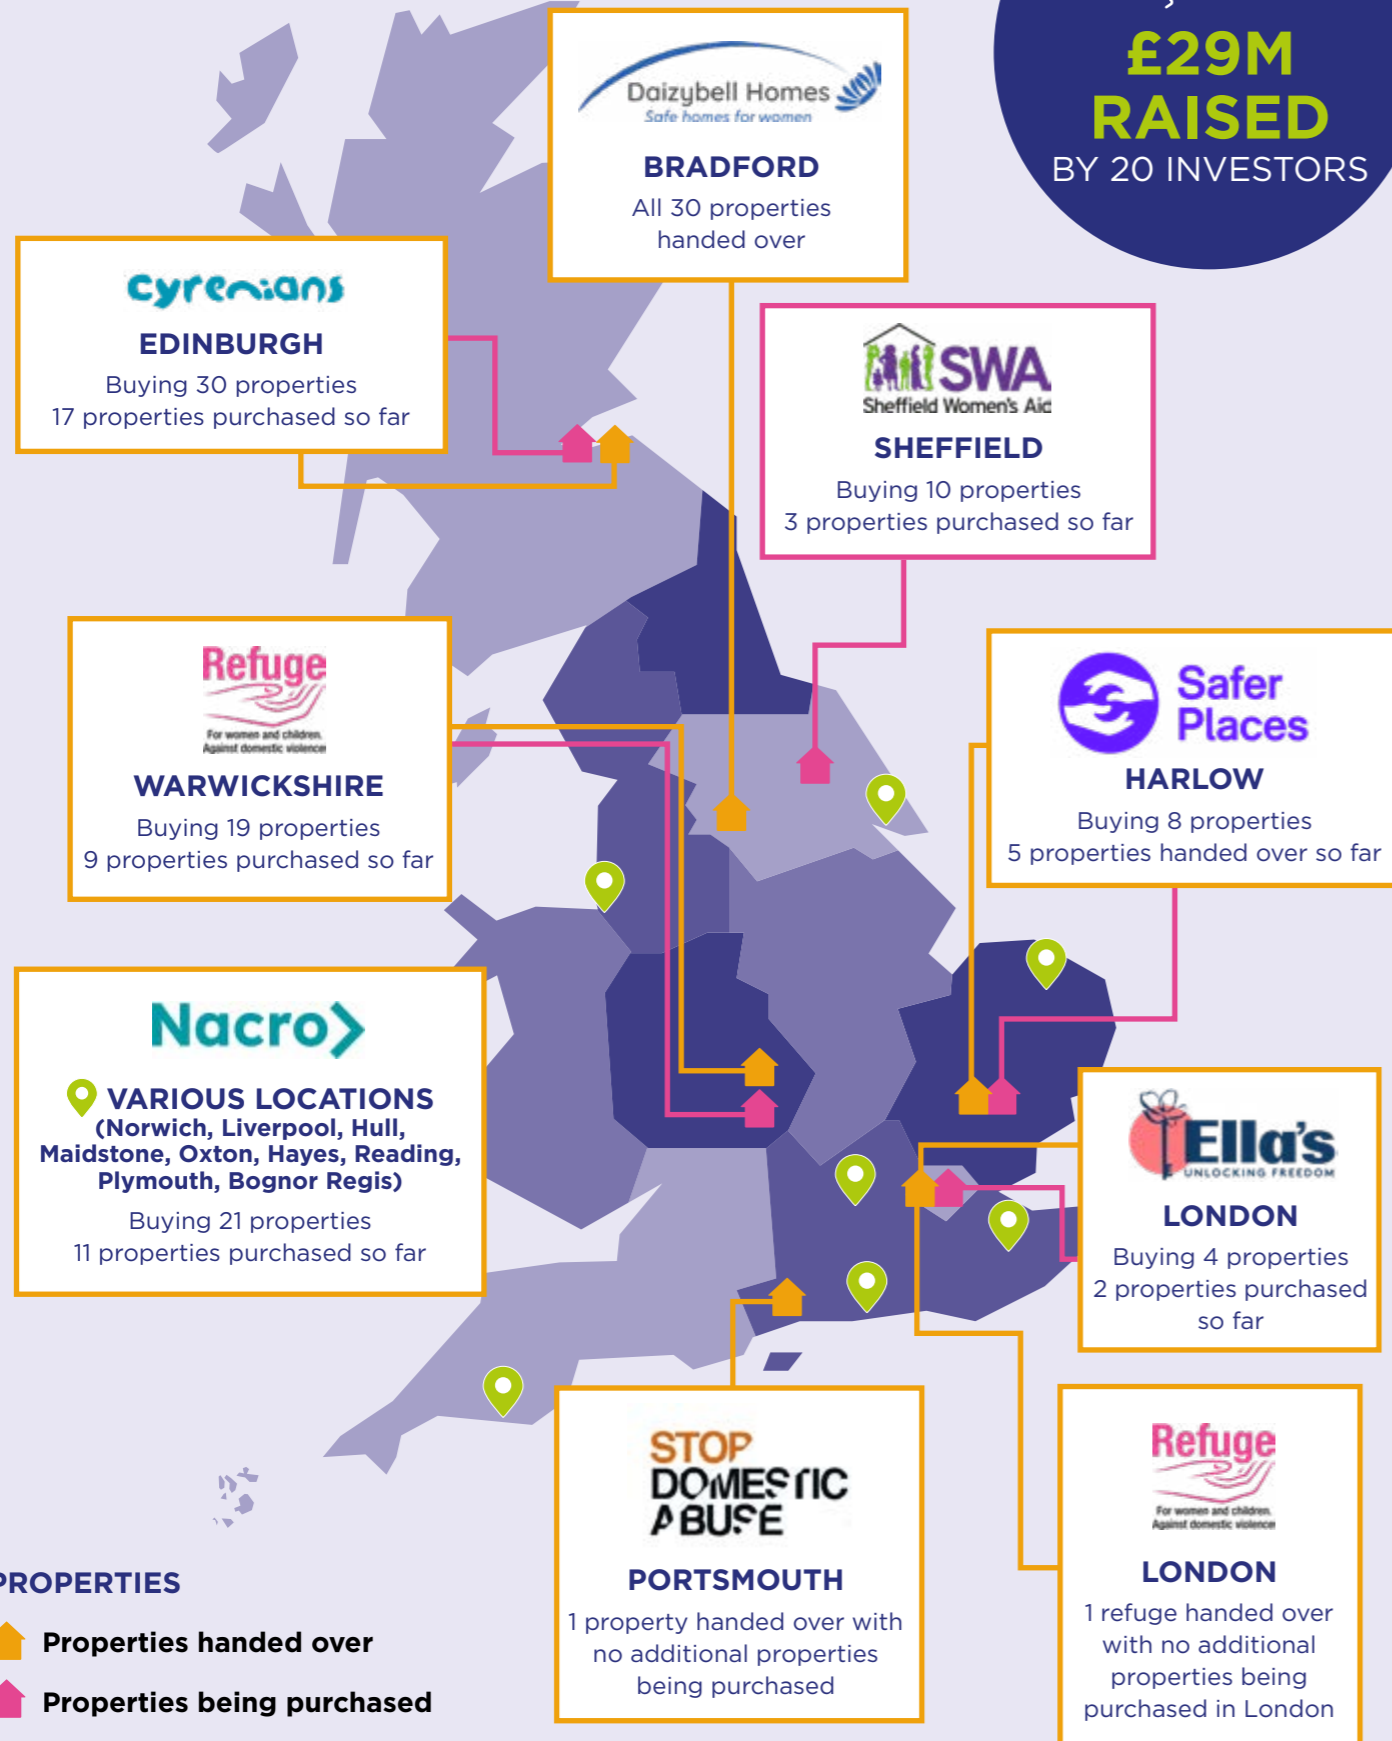 £29M
RAISED
BY 20 INVESTORS
Daizybell Homes
Safe homes for women
BRADFORD
All 30 properties
handed over
cyrenians
EDINBURGH
Buying 30 properties
17 properties purchased so far
SWA
Sheffield Women's Aid
SHEFFIELD
Buying 10 properties
3 properties purchased so far
Refuge
For women and children.
Against domestic violence
WARWICKSHIRE
Buying 19 properties
9 properties purchased so far
Safer
Places
HARLOW
Buying 8 properties
5 properties handed over so far
Nacro
VARIOUS LOCATIONS
(Norwich, Liverpool, Hull,
Maidstone, Oxton, Hayes, Reading,
Plymouth, Bognor Regis)
Buying 21 properties
11 properties purchased so far
Ella's
UNLOCKING FREEDOM
LONDON
Buying 4 properties
2 properties purchased
so far
STOP
DOMESTIC
ABUSE
PORTSMOUTH
1 property handed over with
no additional properties
being purchased
Refuge
For women and children.
Against domestic violence
LONDON
1 refuge handed over
with no additional
properties being
purchased in London
PROPERTIES
Properties handed over
Properties being purchased